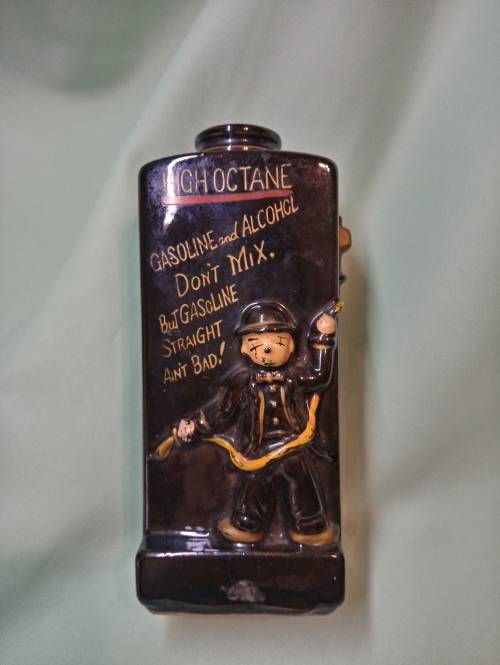 HIGH OCTANE
GASOLINE and ALCOHOL
DON'T MIX.
BUT GASOLINE
STRAIGHT
AIN'T BAD!